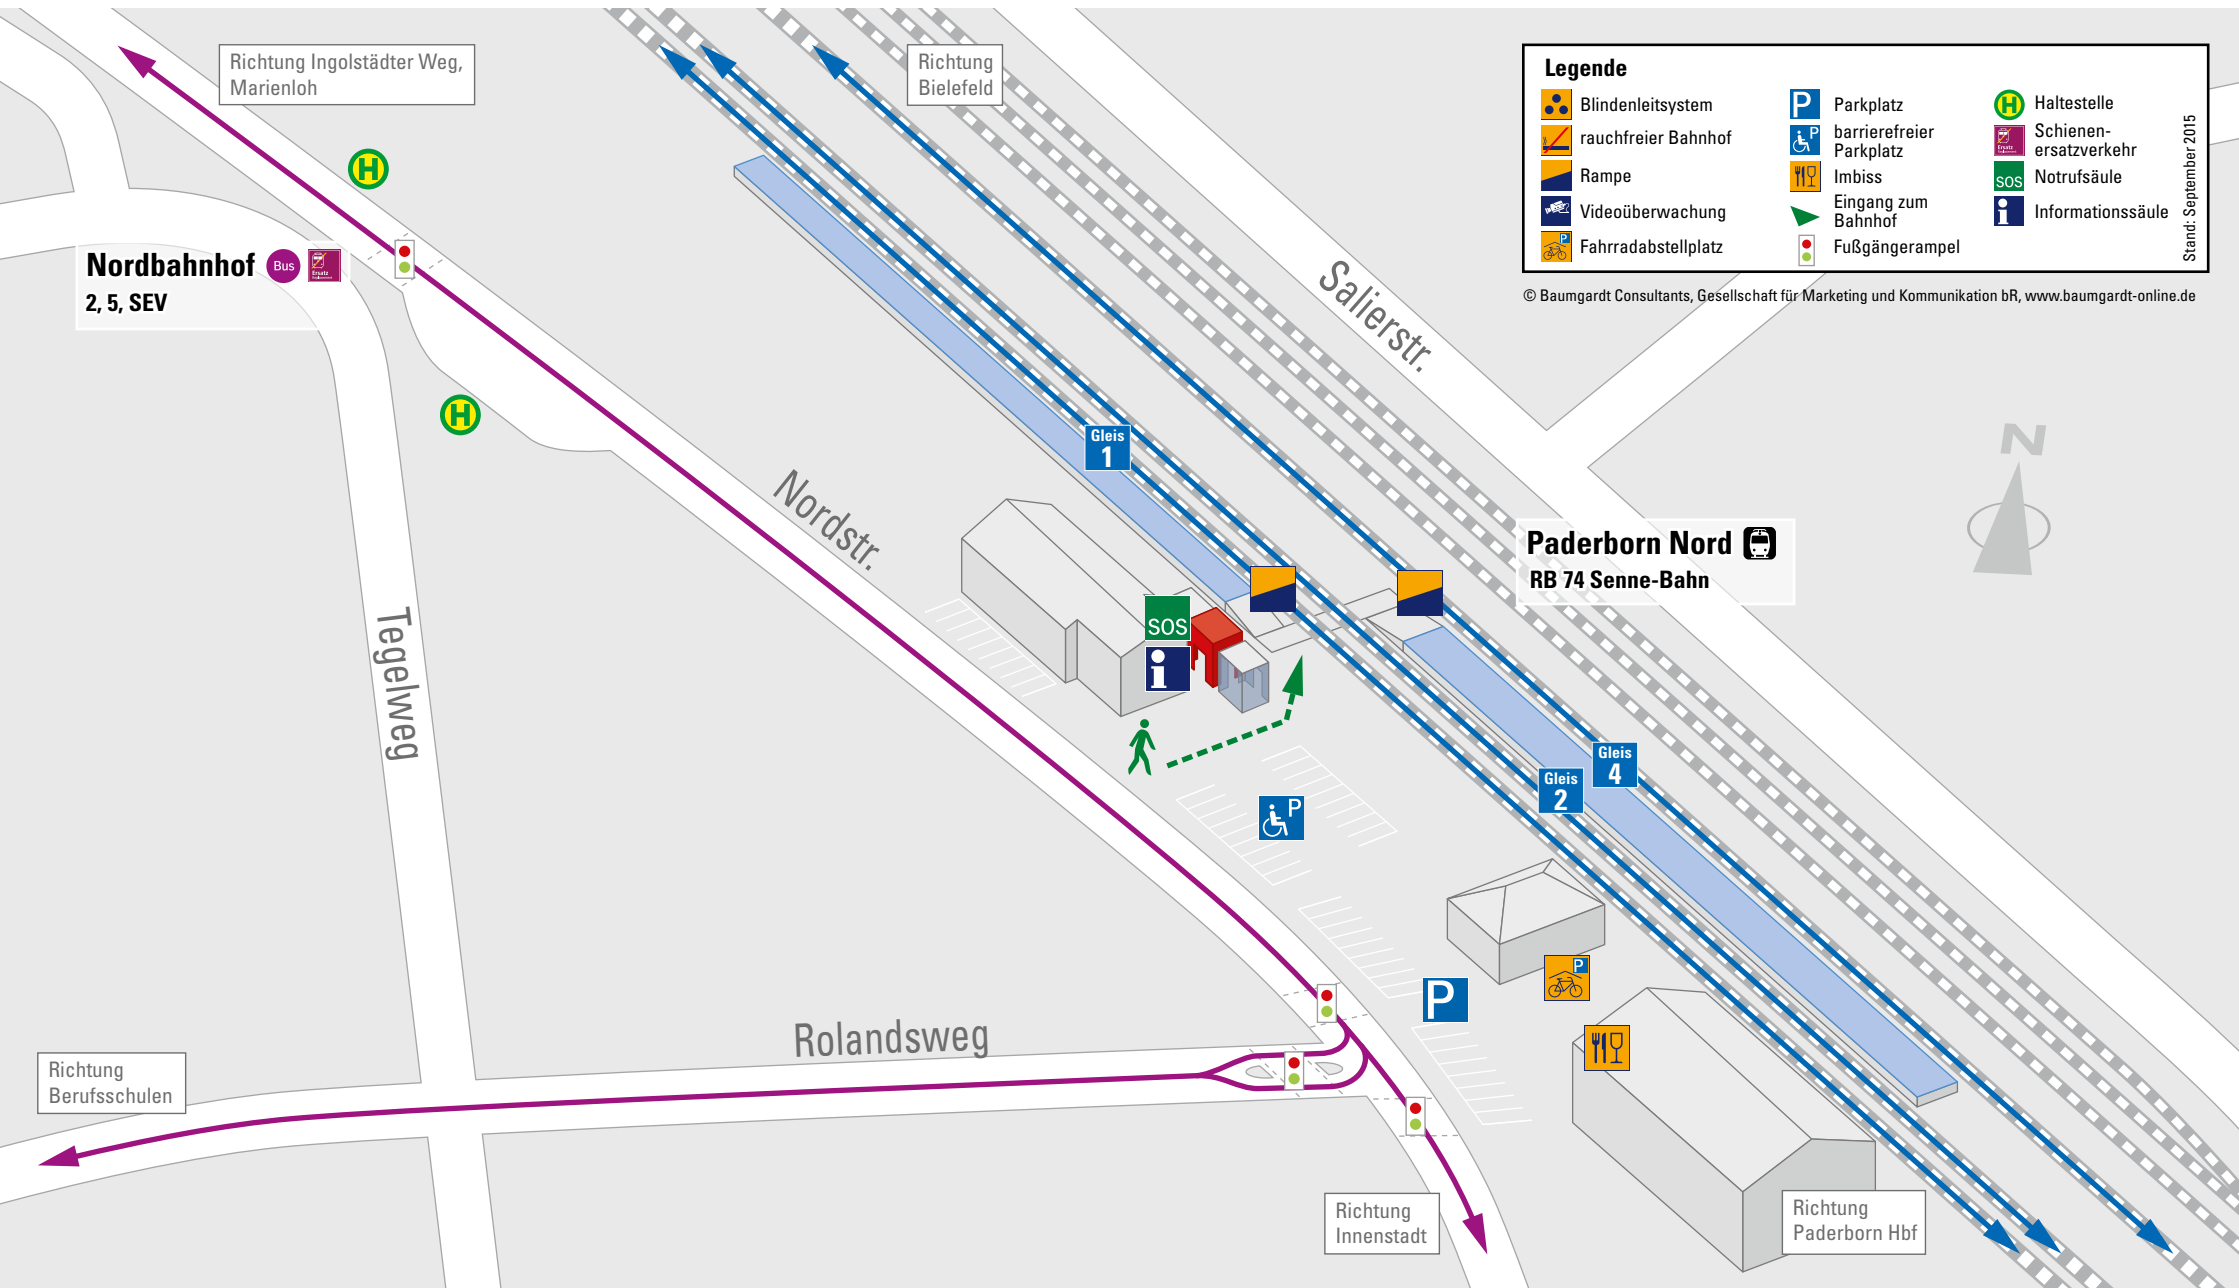 Richtung Ingolstädter Weg,
Marienloh
Richtung
Bielefeld
Legende
Blindenleitsystem
rauchfreier Bahnhof
Rampe
Videoüberwachung
Fahrradabstellplatz
P
Parkplatz
P
barrierefreier
Parkplatz
Imbiss
Eingang zum
Bahnhof
Fußgängerampel
H
Haltestelle
Ersatz
Schienen-
ersatzverkehr
SOS
Notrufsäule
i
Informationssäule
Stand: September 2015
© Baumgardt Consultants, Gesellschaft für Marketing und Kommunikation bR, www.baumgardt-online.de
H
Nordbahnhof
Bus
Ersatz
2, 5, SEV
H
Salierstr.
Gleis
1
Nordstr.
N
Paderborn Nord
RB 74 Senne-Bahn
Tegelweg
SOS
i
Gleis
4
Gleis
2
P
P
P
Rolandsweg
Richtung
Berufsschulen
Richtung
Innenstadt
Richtung
Paderborn Hbf